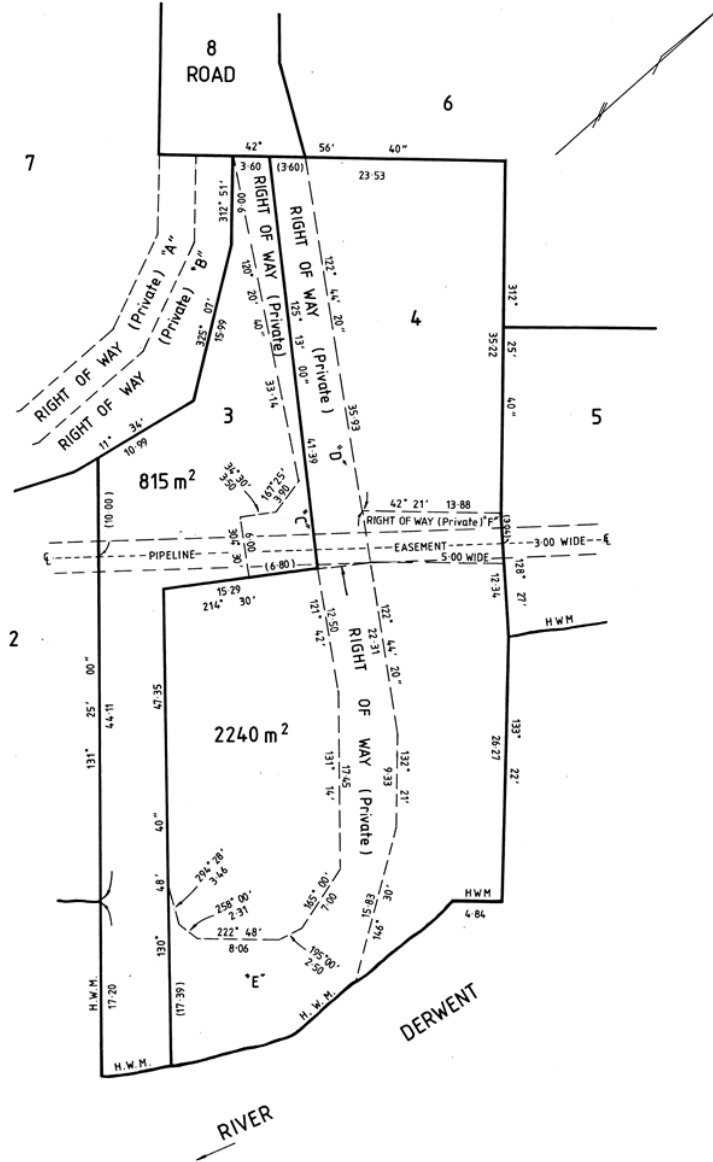 8
ROAD
6
7
42° 56' 40"
3·60 (3·60) 23·53
312° 51'
9·00
RIGHT OF WAY (Private)
120° 20' 40"
33·14
RIGHT OF WAY (Private) "D"
125° 13' 00"
41·39
122° 44' 20"
35·93
4
312° 25' 40"
35·22
5
RIGHT OF WAY (Private) "A"
RIGHT OF WAY (Private) "B"
325° 07'
15·99
11° 34'
10·99
3
815 m²
34° 30'
3·50
167° 25'
3·90
"C"
(10·00)
42° 21' 13·88
RIGHT OF WAY (Private) "F"
304° 30'
6·00
PIPELINE EASEMENT 3·00 WIDE
5·00 WIDE
(6·80)
15·29
214° 30'
12·34
128° 27'
HWM
2
131° 25' 00"
44·11
47·35
130° 48' 40"
(17·39)
2240 m²
121° 42'
12·50
RIGHT OF WAY (Private)
122° 44' 20"
22·31
131° 14'
17·45
132° 21'
9·33
133° 22'
26·27
294° 28'
3·46
258° 00'
2·31
222° 48'
8·06
165° 00'
7·00
195° 00'
2·50
15·83
HWM
4·84
"E"
H.W.M.
17·20
H.W.M.
H.W.M.
DERWENT
RIVER